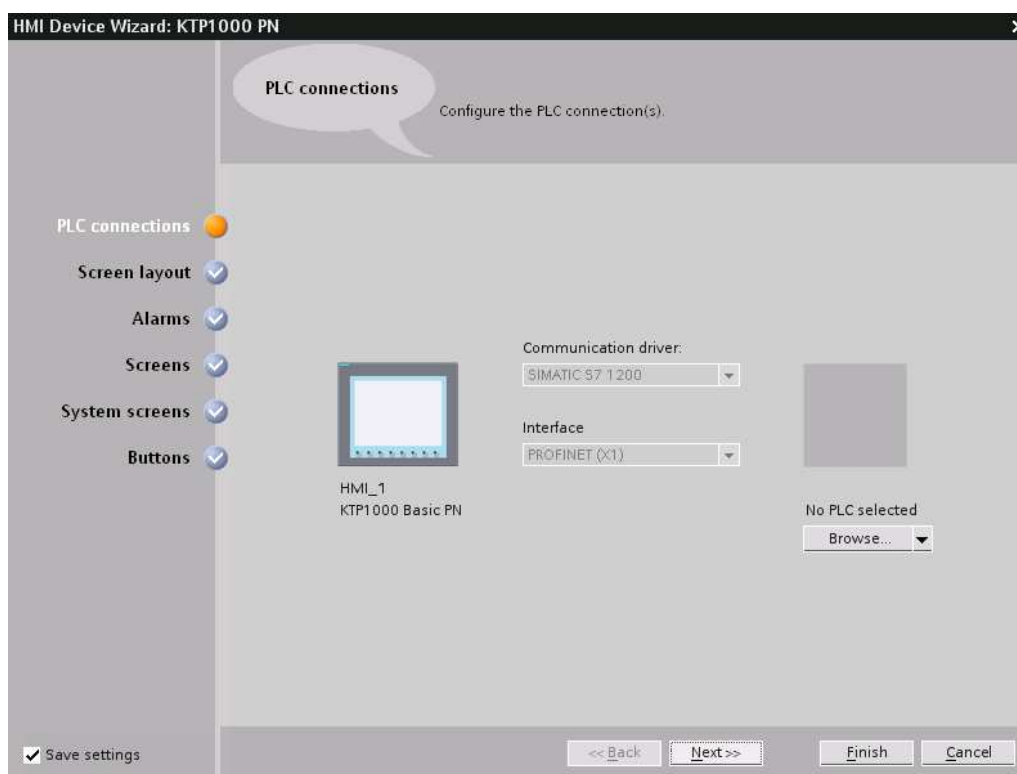 HMI Device Wizard: KTP1000 PN
PLC connections
Configure the PLC connection(s).
PLC connections
Screen layout
Alarms
Screens
System screens
Buttons
Communication driver:
SIMATIC S7 1200
Interface
PROFINET (X1)
HMI_1
KTP1000 Basic PN
No PLC selected
Browse...
Save settings
<< Back
Next >>
Finish
Cancel